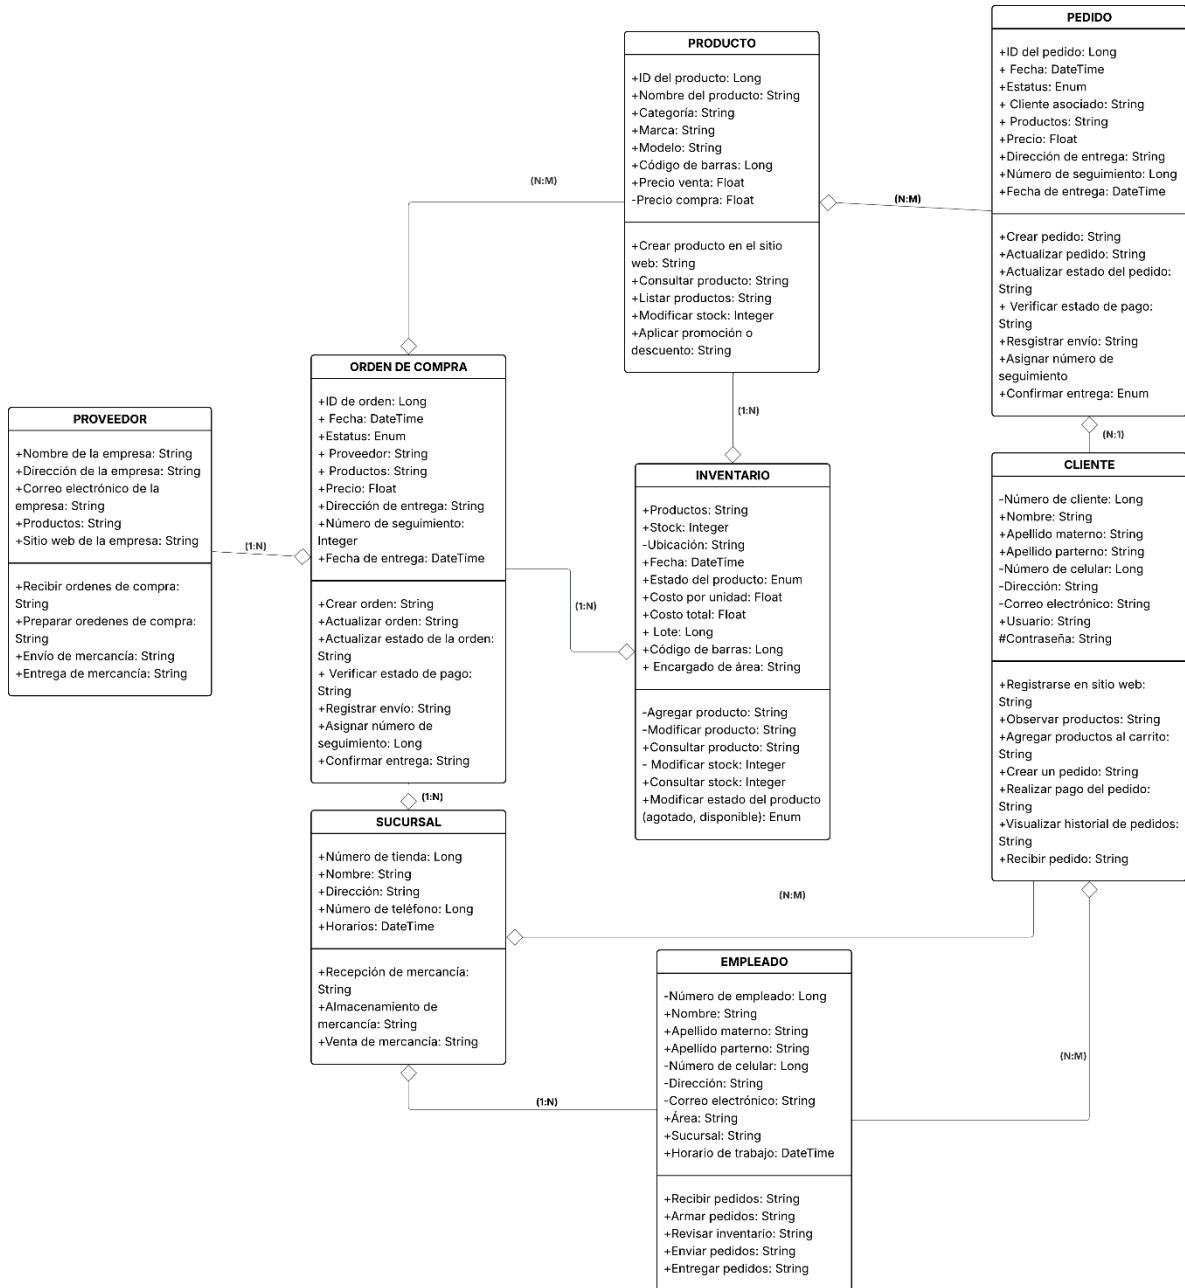 PRODUCTO
+ID del producto: Long
+Nombre del producto: String
+Categoría: String
+Marca: String
+Modelo: String
+Código de barras: Long
+Precio venta: Float
-Precio compra: Float
+Crear producto en el sitio
web: String
+Consultar producto: String
+Listar productos: String
+Modificar stock: Integer
+Aplicar promoción o
descuento: String
PEDIDO
+ID del pedido: Long
+ Fecha: DateTime
+Estatus: Enum
+ Cliente asociado: String
+ Productos: String
+Precio: Float
+Dirección de entrega: String
+Número de seguimiento: Long
+Fecha de entrega: DateTime
+Crear pedido: String
+Actualizar pedido: String
+Actualizar estado del pedido:
String
+ Verificar estado de pago:
String
+Resgistrar envío: String
+Asignar número de
seguimiento
+Confirmar entrega: Enum
(N:M)
(N:M)
ORDEN DE COMPRA
+ID de orden: Long
+ Fecha: DateTime
+Estatus: Enum
+ Proveedor: String
+ Productos: String
+Precio: Float
+Dirección de entrega: String
+Número de seguimiento:
Integer
+Fecha de entrega: DateTime
+Crear orden: String
+Actualizar orden: String
+Actualizar estado de la orden:
String
+ Verificar estado de pago:
String
+Registrar envío: String
+Asignar número de
seguimiento: Long
+Confirmar entrega: String
PROVEEDOR
+Nombre de la empresa: String
+Dirección de la empresa: String
+Correo electrónico de la
empresa: String
+Productos: String
+Sitio web de la empresa: String
+Recibir ordenes de compra:
String
+Preparar oredenes de compra:
String
+Envío de mercancía: String
+Entrega de mercancía: String
(1:N)
(1:N)
(1:N)
(N:1)
INVENTARIO
+Productos: String
+Stock: Integer
-Ubicación: String
+Fecha: DateTime
+Estado del producto: Enum
+Costo por unidad: Float
+Costo total: Float
+ Lote: Long
+Código de barras: Long
+ Encargado de área: String
-Agregar producto: String
-Modificar producto: String
+Consultar producto: String
- Modificar stock: Integer
+Consultar stock: Integer
+Modificar estado del producto
(agotado, disponible): Enum
CLIENTE
-Número de cliente: Long
+Nombre: String
+Apellido materno: String
+Apellido parterno: String
-Número de celular: Long
-Dirección: String
-Correo electrónico: String
+Usuario: String
#Contraseña: String
+Registrarse en sitio web:
String
+Observar productos: String
+Agregar productos al carrito:
String
+Crear un pedido: String
+Realizar pago del pedido:
String
+Visualizar historial de pedidos:
String
+Recibir pedido: String
(1:N)
SUCURSAL
+Número de tienda: Long
+Nombre: String
+Dirección: String
+Número de teléfono: Long
+Horarios: DateTime
+Recepción de mercancía:
String
+Almacenamiento de
mercancía: String
+Venta de mercancía: String
(N:M)
EMPLEADO
-Número de empleado: Long
+Nombre: String
+Apellido materno: String
+Apellido parterno: String
-Número de celular: Long
-Dirección: String
-Correo electrónico: String
+Área: String
+Sucursal: String
+Horario de trabajo: DateTime
+Recibir pedidos: String
+Armar pedidos: String
+Revisar inventario: String
+Enviar pedidos: String
+Entregar pedidos: String
(N:M)
(1:N)